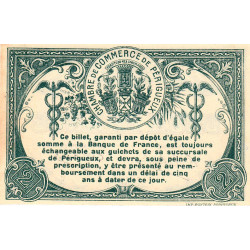 CHAMBRE DE COMMERCE DE PÉRIGUEUX
Ce billet, garanti par dépôt d'égale
somme à la Banque de France, est toujours
échangeable aux guichets de sa succursale
de Périgueux, et devra, sous peine de
prescription, y être présenté au rem-
boursement dans un délai de cinq
ans à dater de ce jour.